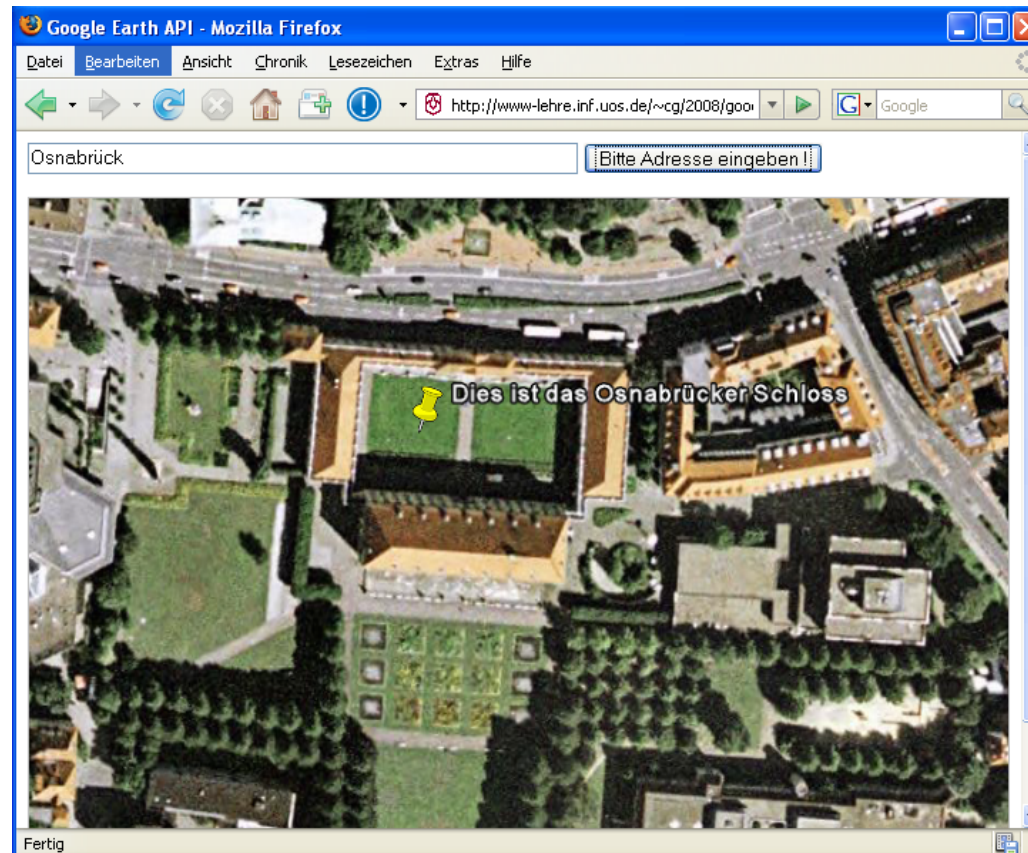 Google Earth API - Mozilla Firefox
Datei Bearbeiten Ansicht Chronik Lesezeichen Extras Hilfe
http://www-lehre.inf.uos.de/~cg/2008/goo G Google
Osnabrück Bitte Adresse eingeben !
Dies ist das Osnabrücker Schloss
Fertig